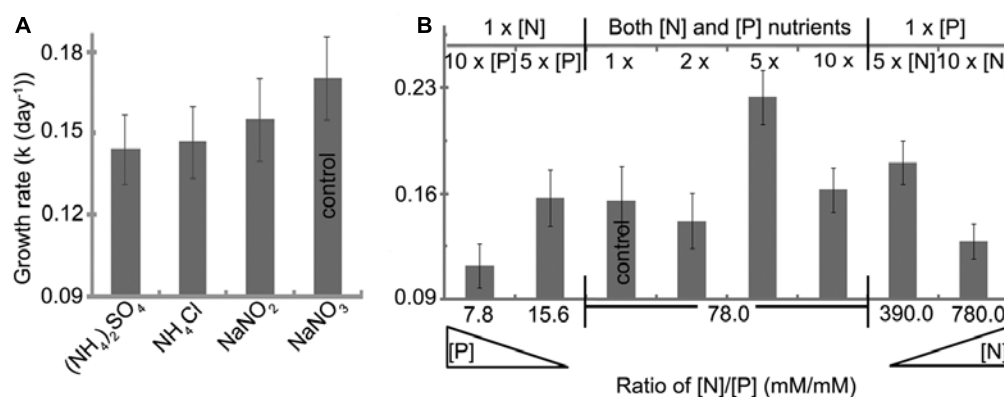 A
Growth rate (k (day-1))
0.18
0.15
0.12
0.09
control
(NH4)2SO4
NH4Cl
NaNO2
NaNO3
B
1 x [N]
Both [N] and [P] nutrients
1 x [P]
10 x [P] 5 x [P] 1 x 2 x 5 x 10 x 5 x [N] 10 x [N]
0.23
0.16
0.09
control
7.8 15.6 78.0 390.0 780.0
[P]
[N]
Ratio of [N]/[P] (mM/mM)